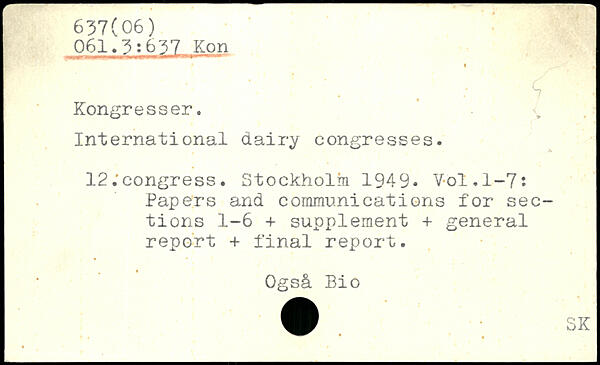 637(06)
061.3:637 Kon
Kongresser.
International dairy congresses.
12.congress. Stockholm 1949. Vol.1-7:
Papers and communications for sec-
tions 1-6 + supplement + general
report + final report.
Også Bio
SK